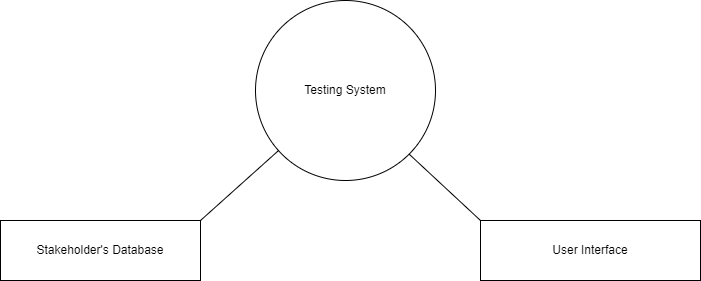 Testing System
Stakeholder's Database
User Interface